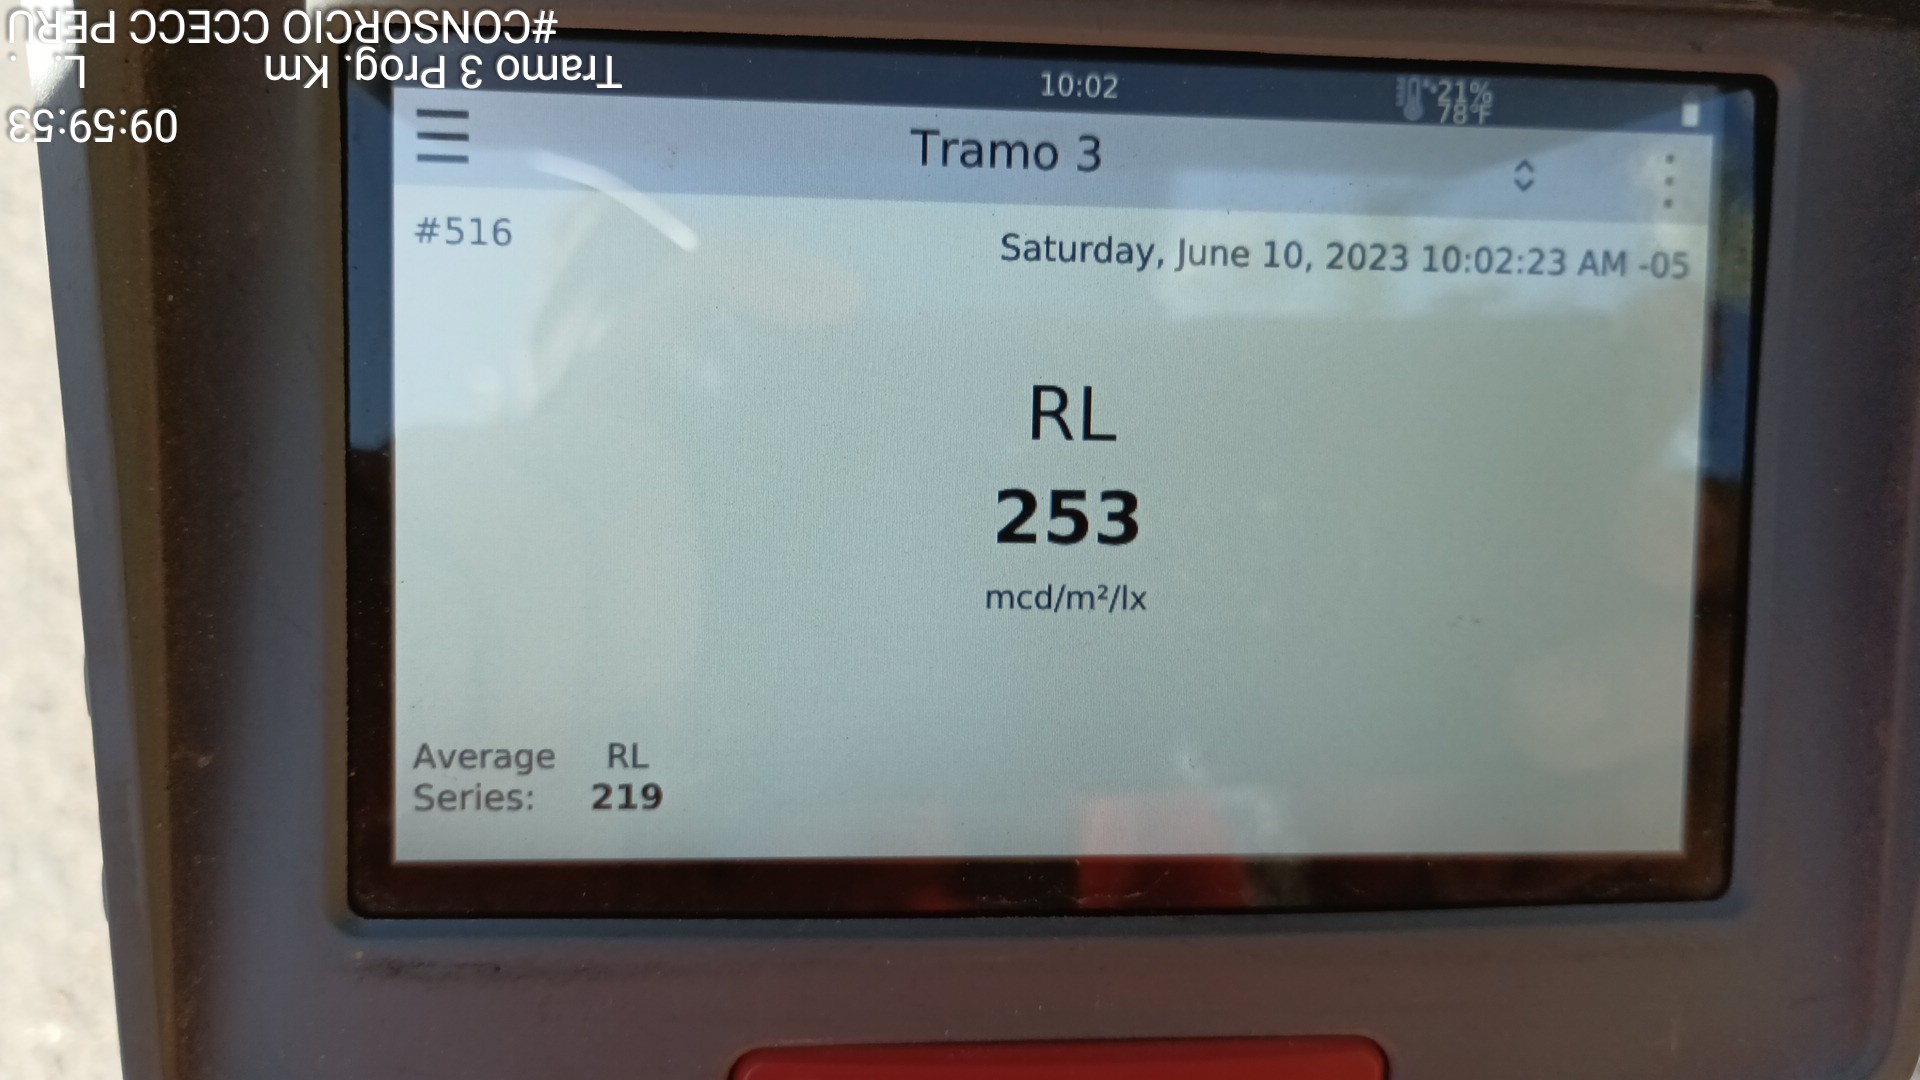 10:02
21%
78°F
Tramo 3
#516
Saturday, June 10, 2023 10:02:23 AM -05
RL
253
mcd/m²/lx
Average RL
Series: 219
09:59:53
Tramo 3 Prog. Km L. .
#CONSORCIO CCECC PERU